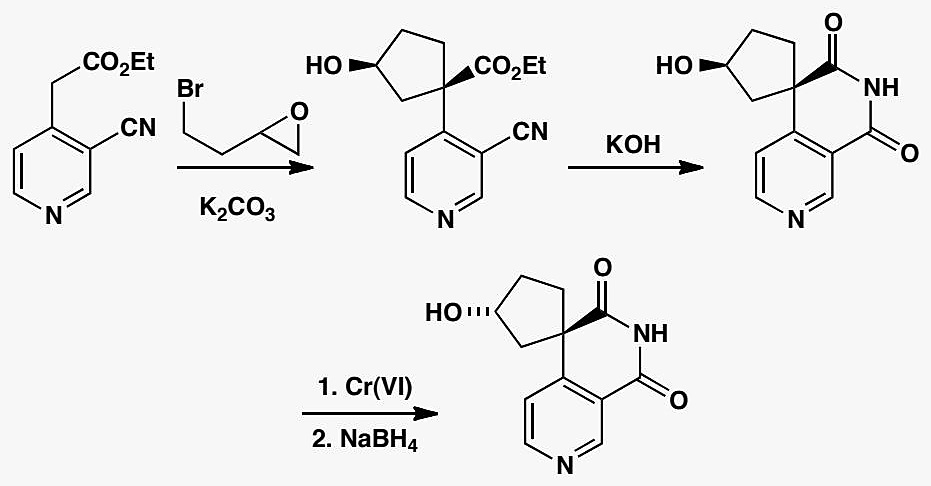 CO₂Et
CN
N
Br
O
K₂CO₃
HO
CO₂Et
CN
N
KOH
HO
O
NH
O
N
1. Cr(VI)
2. NaBH₄
HO
O
NH
O
N